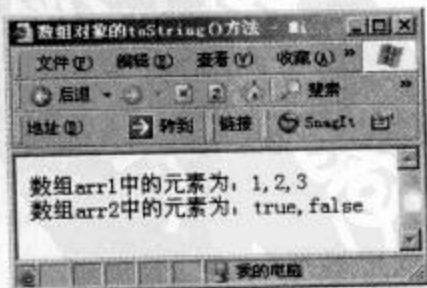 数组对象的toString()方法 - Mi...
文件(F) 编辑(E) 查看(V) 收藏(A) »
后退 搜索 »
地址(D) 转到 链接 SnagIt
数组arr1中的元素为：1,2,3
数组arr2中的元素为：true,false
我的电脑